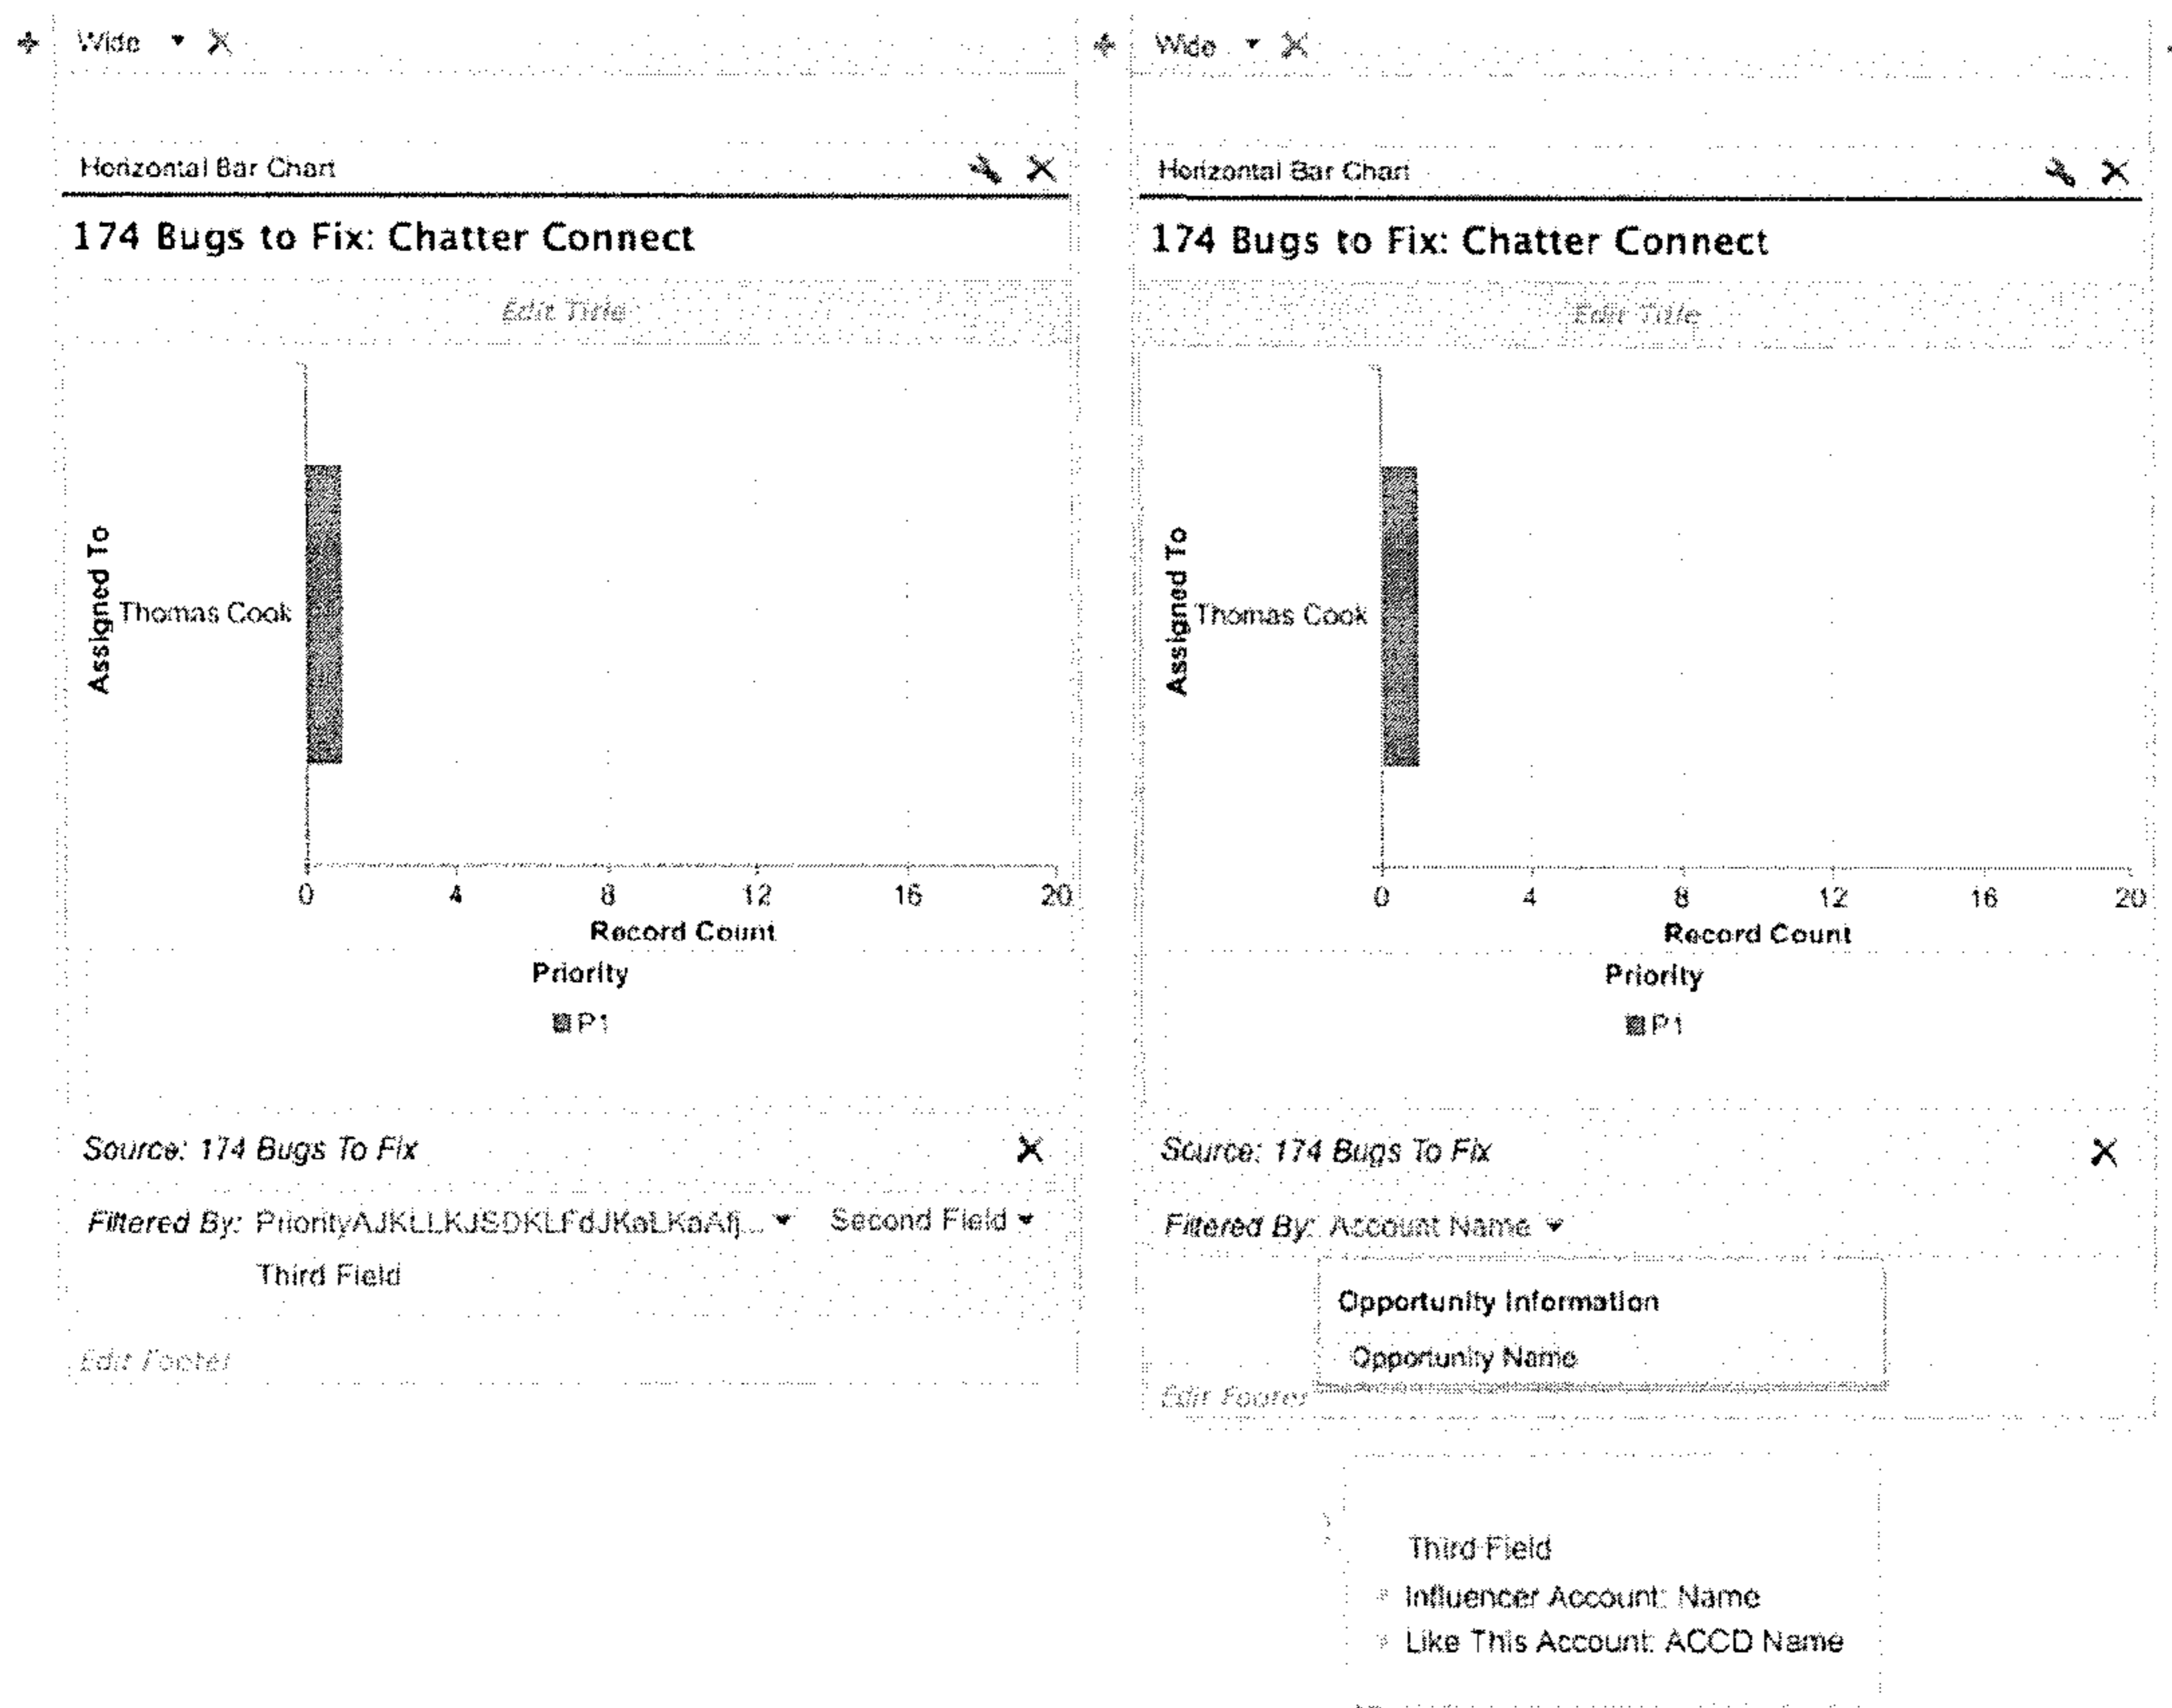 Wide
Horizontal Bar Chart
174 Bugs to Fix: Chatter Connect
Edit Title
Assigned To
Thomas Cook
0 4 8 12 16 20
Record Count
Priority
P1
Source: 174 Bugs To Fix
Filtered By: Second Field
Third Field
Edit Footer
Wide
Horizontal Bar Chart
174 Bugs to Fix: Chatter Connect
Edit Title
Assigned To
Thomas Cook
0 4 8 12 16 20
Record Count
Priority
P1
Source: 174 Bugs To Fix
Filtered By: Account Name
Opportunity Information
Opportunity Name
Edit Footer
Third Field
Influencer Account: Name
Like This Account: ACCD Name